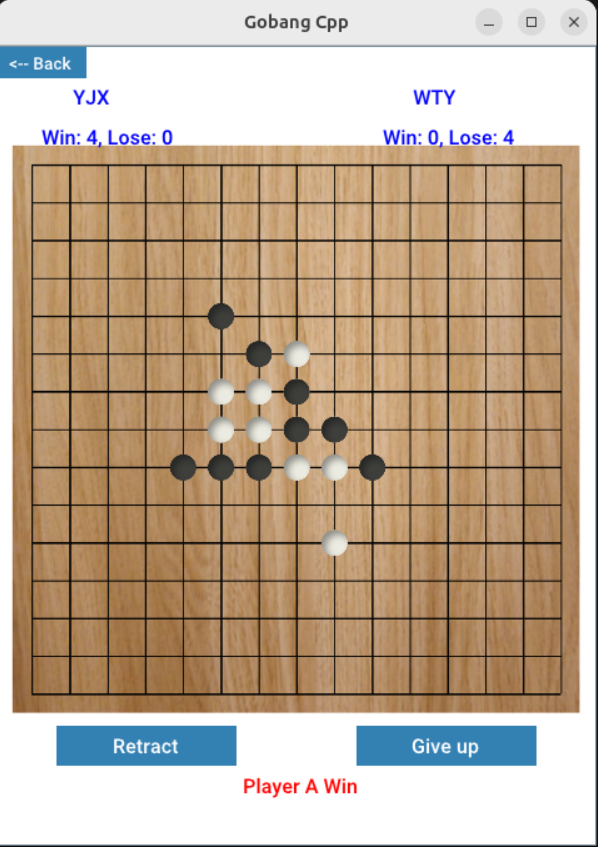 Gobang Cpp
<-- Back
YJX
WTY
Win: 4, Lose: 0
Win: 0, Lose: 4
Retract
Give up
Player A Win